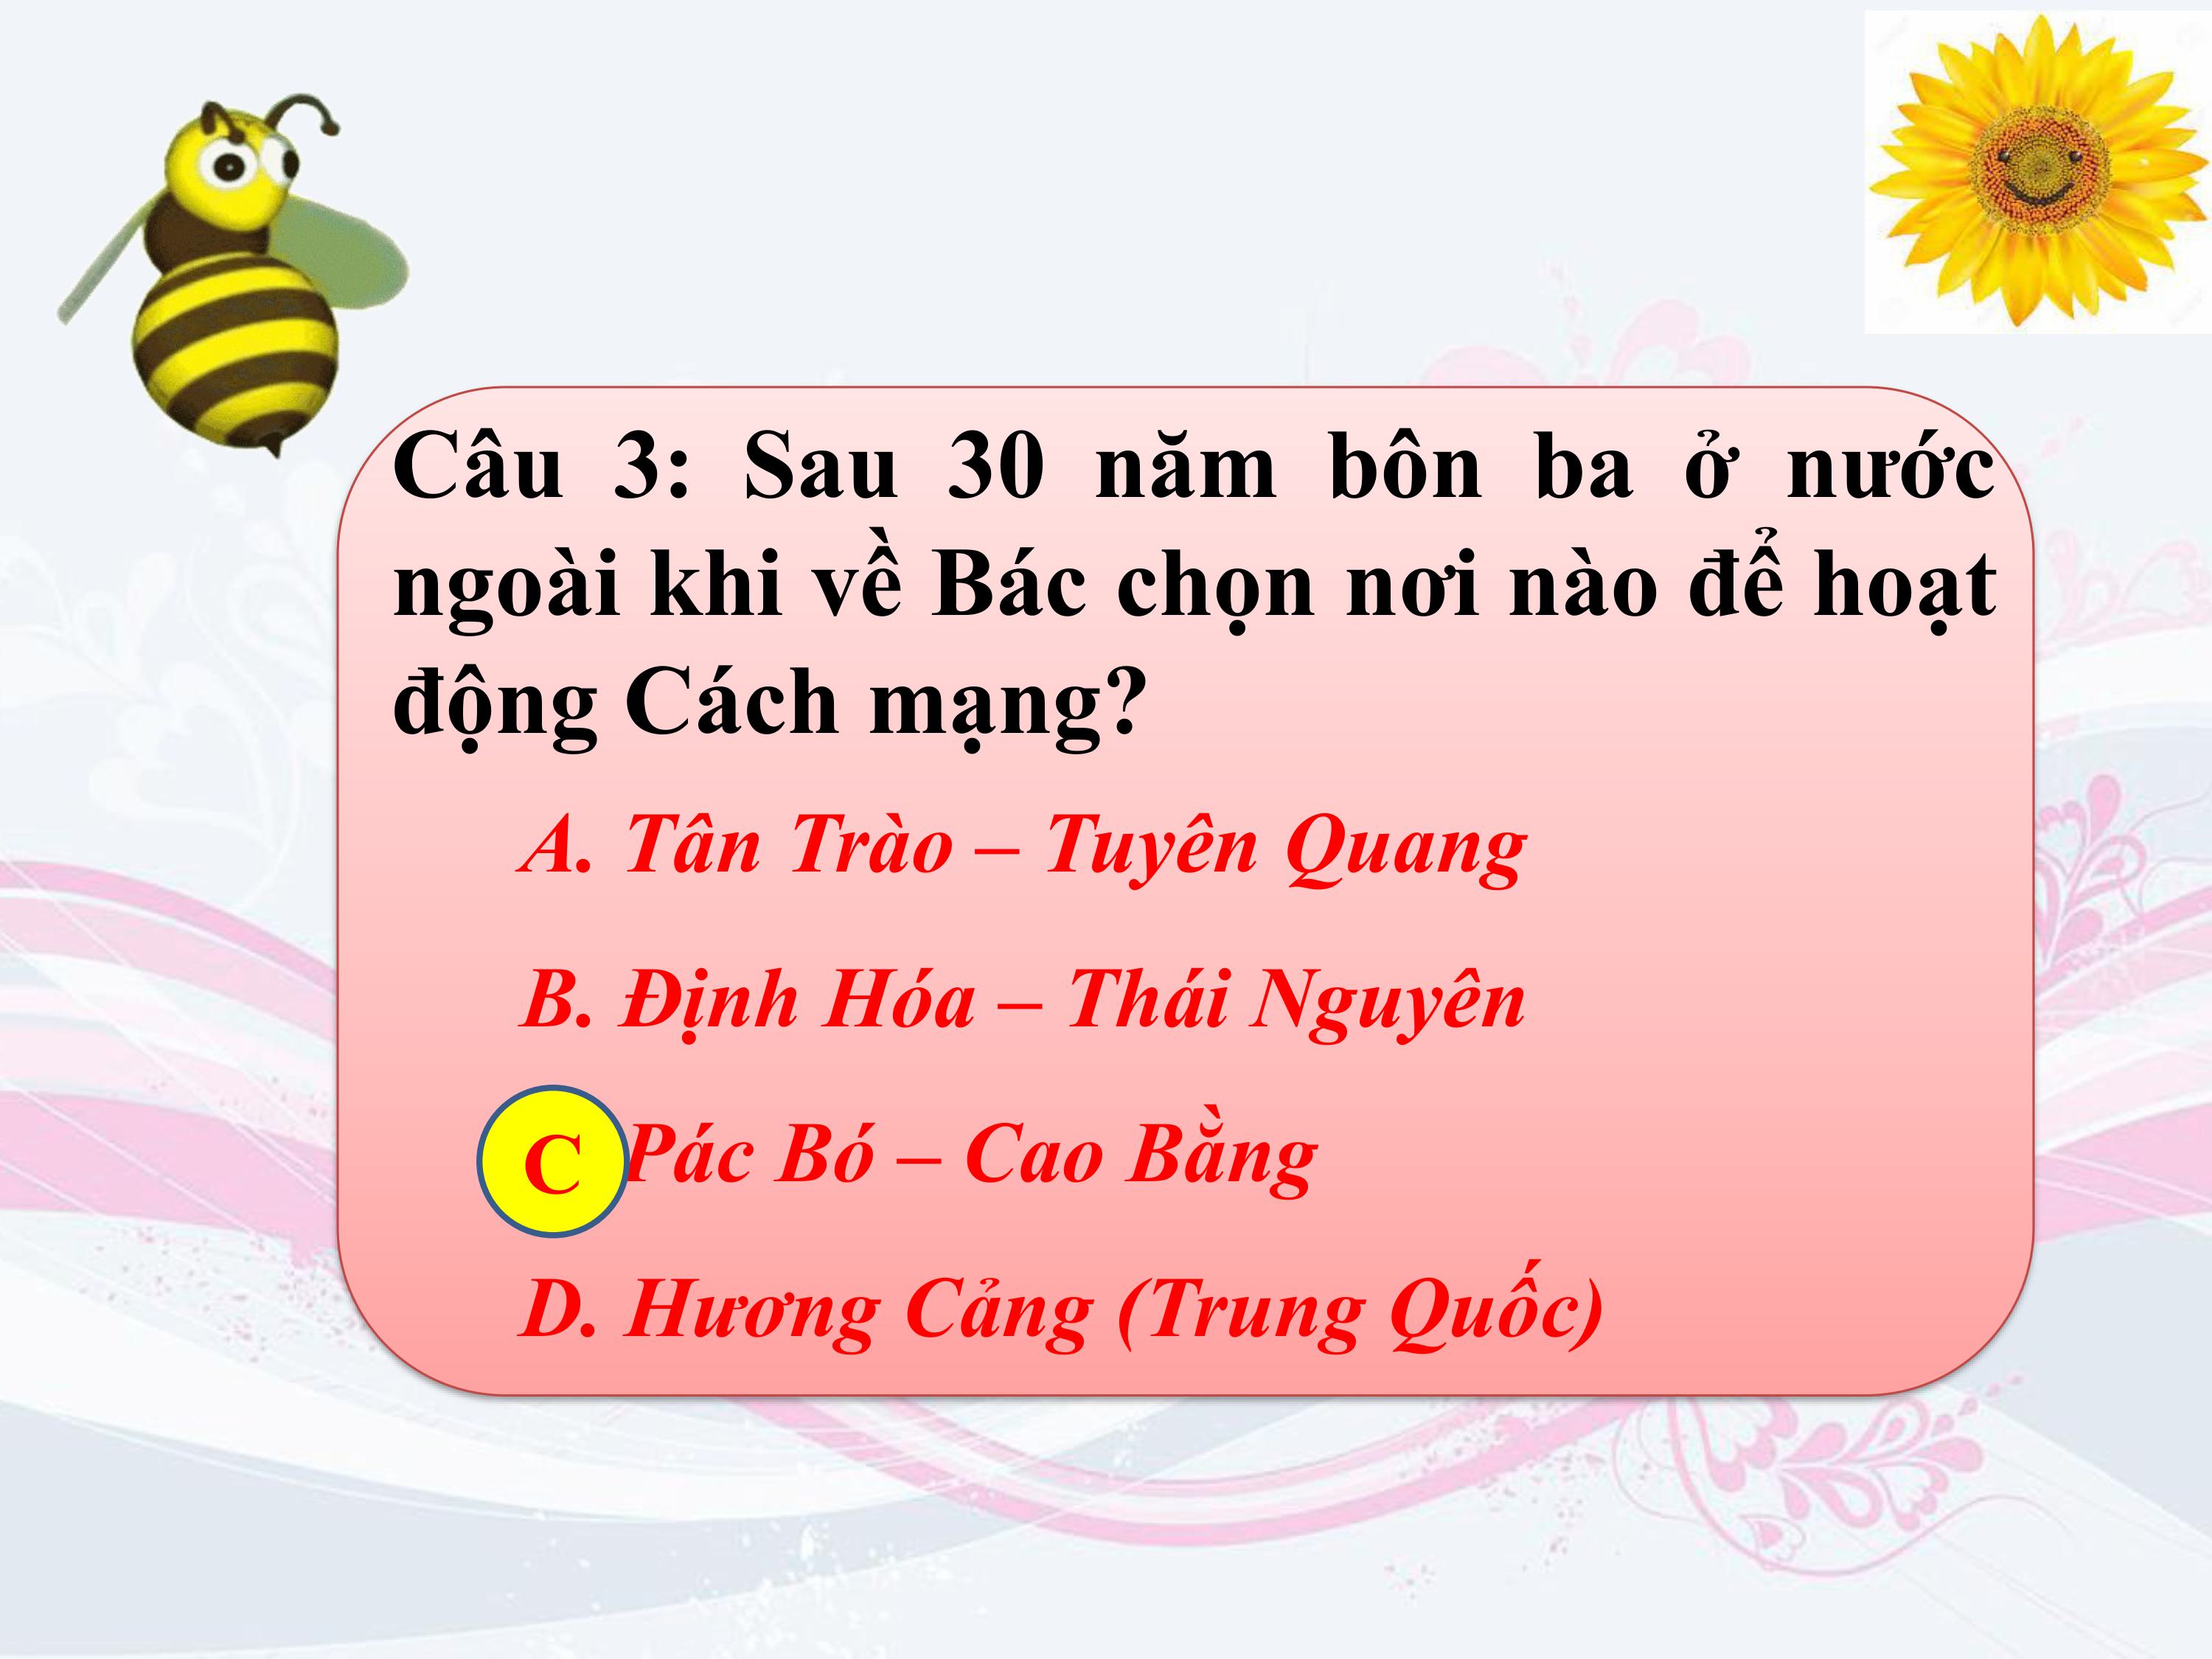 Câu 3: Sau 30 năm bôn ba ở nước
ngoài khi về Bác chọn nơi nào để hoạt
động Cách mạng?
A. Tân Trào – Tuyên Quang
B. Định Hóa – Thái Nguyên
C Pác Bó – Cao Bằng
D. Hương Cảng (Trung Quốc)